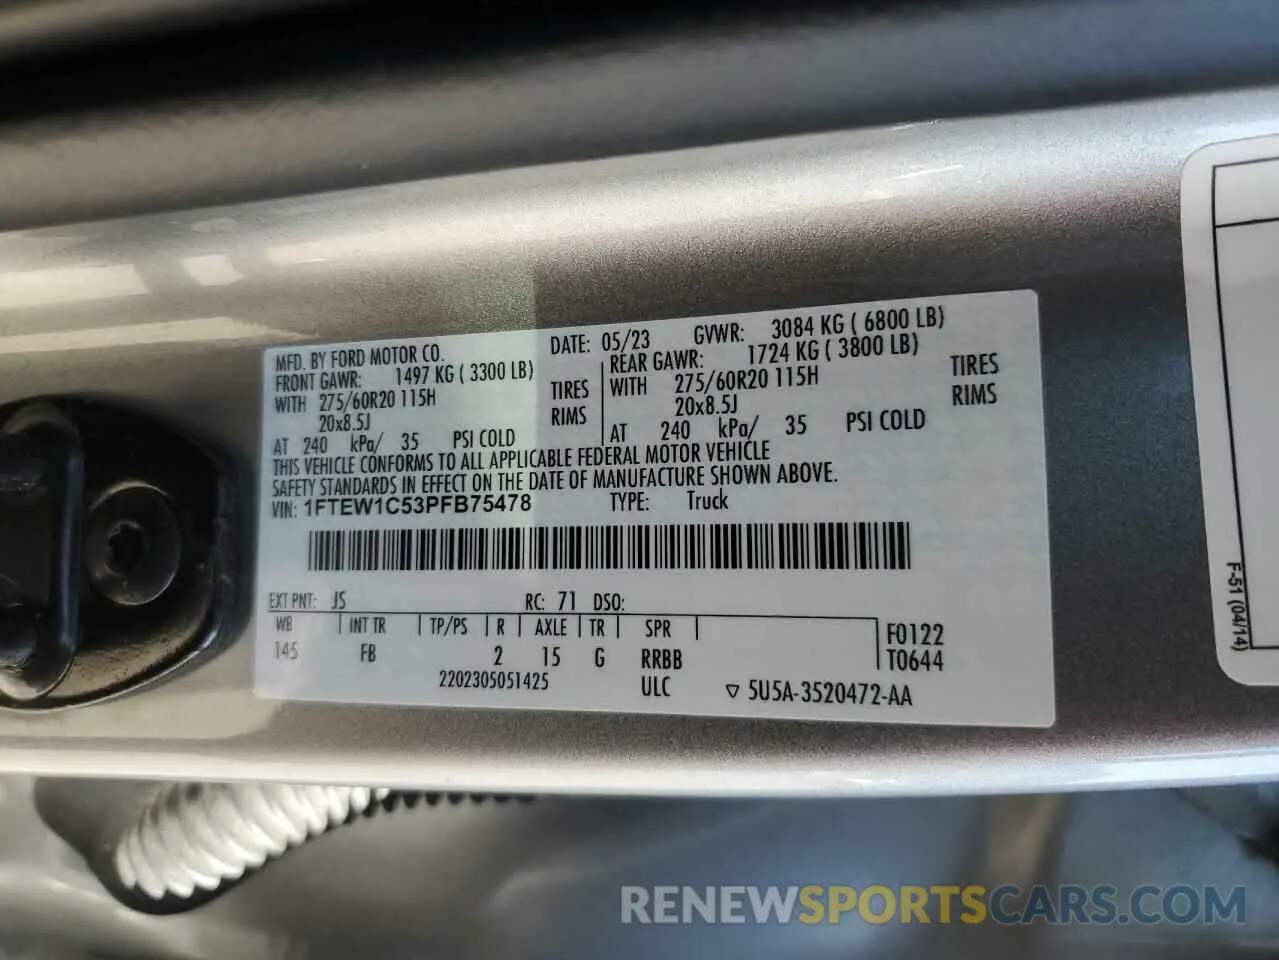 MFD. BY FORD MOTOR CO. DATE: 05/23 GVWR: 3084 KG ( 6800 LB)
FRONT GAWR: 1497 KG ( 3300 LB) REAR GAWR: 1724 KG ( 3800 LB)
WITH 275/60R20 115H TIRES WITH 275/60R20 115H TIRES
20x8.5J RIMS 20x8.5J RIMS
AT 240 kPa/ 35 PSI COLD AT 240 kPa/ 35 PSI COLD
THIS VEHICLE CONFORMS TO ALL APPLICABLE FEDERAL MOTOR VEHICLE
SAFETY STANDARDS IN EFFECT ON THE DATE OF MANUFACTURE SHOWN ABOVE.
VIN: 1FTEW1C53PFB75478 TYPE: Truck
EXT PNT: JS RC: 71 DSO:
WB INT TR TP/PS R AXLE TR SPR F0122
145 FB 2 15 G RRBB T0644
2202305051425 ULC ▽ 5U5A-3520472-AA
F-51 (04/14)
RENEWSPORTSCARS.COM